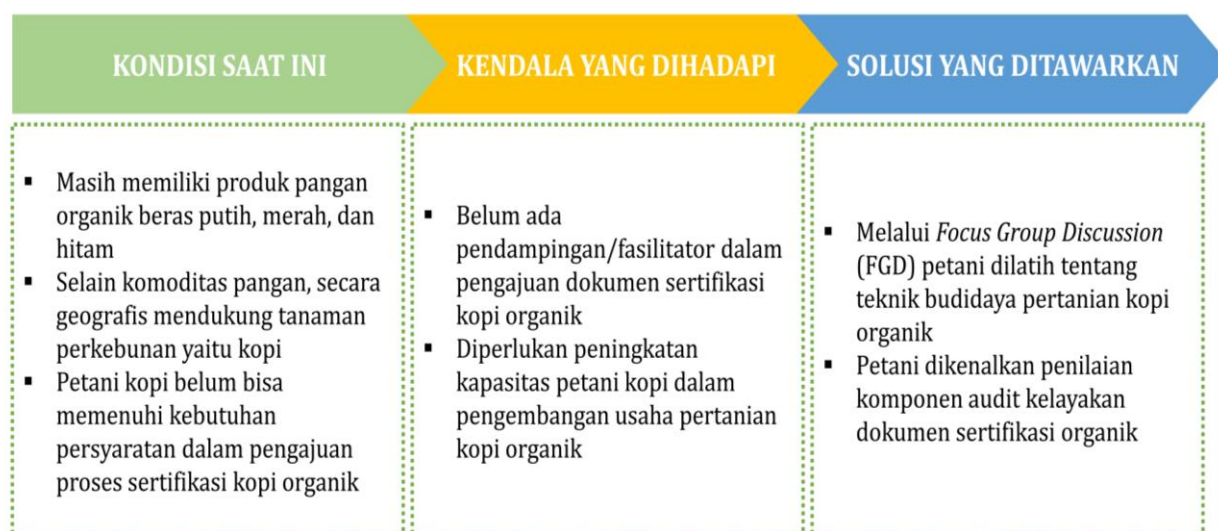 KONDISI SAAT INI
KENDALA YANG DIHADAPI
SOLUSI YANG DITAWARKAN
▪ Masih memiliki produk pangan
organik beras putih, merah, dan
hitam
▪ Selain komoditas pangan, secara
geografis mendukung tanaman
perkebunan yaitu kopi
▪ Petani kopi belum bisa
memenuhi kebutuhan
persyaratan dalam pengajuan
proses sertifikasi kopi organik
▪ Belum ada
pendampingan/fasilitator dalam
pengajuan dokumen sertifikasi
kopi organik
▪ Diperlukan peningkatan
kapasitas petani kopi dalam
pengembangan usaha pertanian
kopi organik
▪ Melalui Focus Group Discussion
(FGD) petani dilatih tentang
teknik budidaya pertanian kopi
organik
▪ Petani dikenalkan penilaian
komponen audit kelayakan
dokumen sertifikasi organik